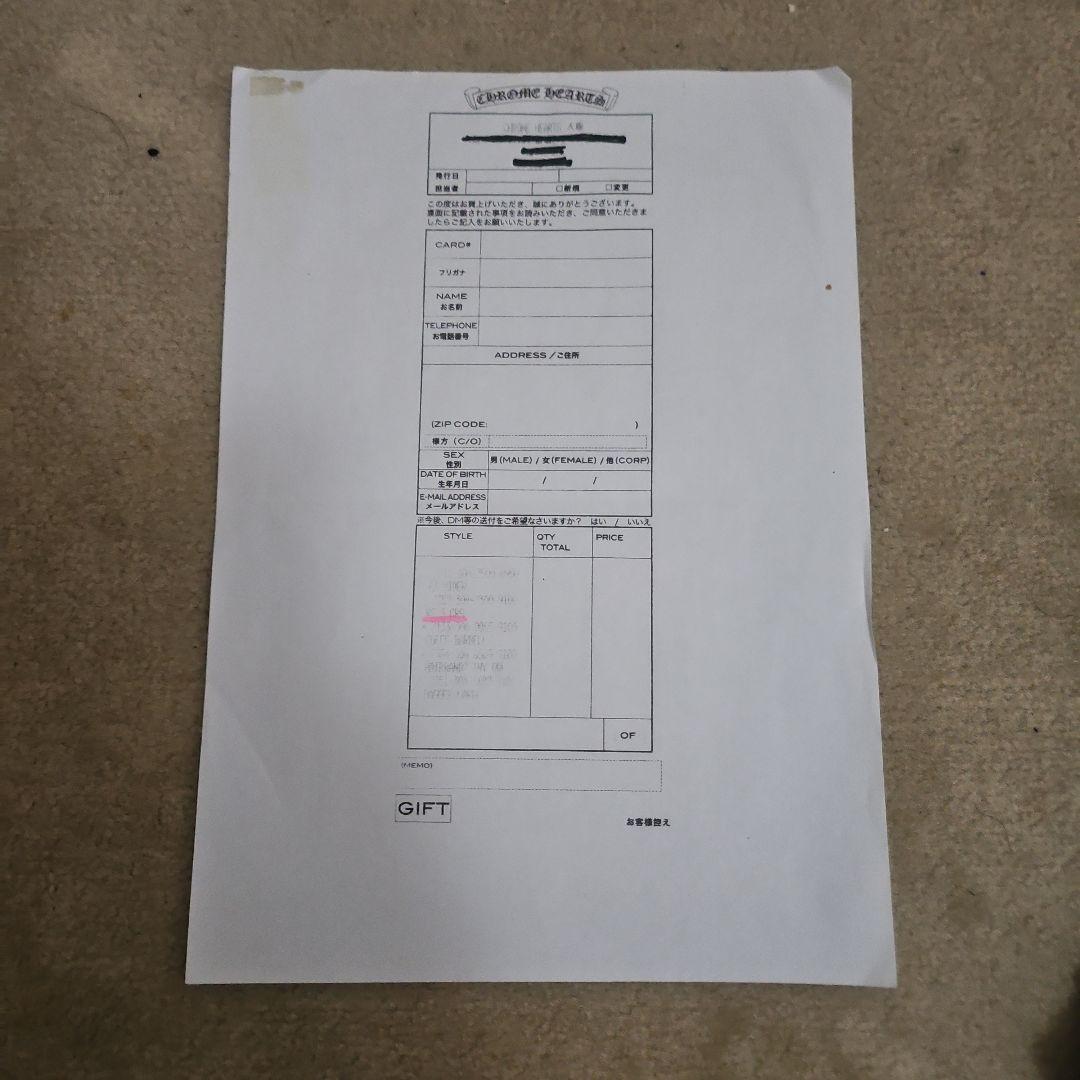 CHROME HEARTS
発行日
担当者 □新規 □変更
この度はお買上げいただき、誠にありがとうございます。
裏面に記載された事項をお読みいただき、ご同意いただきま
したらご記入をお願いいたします。
CARD#
フリガナ
NAME
お名前
TELEPHONE
お電話番号
ADDRESS /ご住所
(ZIP CODE: )
様方 (C/O)
SEX
性別
男(MALE) / 女(FEMALE) / 他(CORP)
DATE OF BIRTH
生年月日
/ /
E-MAIL ADDRESS
メールアドレス
※今後、DM等の送付をご希望なさいますか? はい / いいえ
STYLE
QTY
TOTAL
PRICE
OF
(MEMO)
GIFT
お客様控え